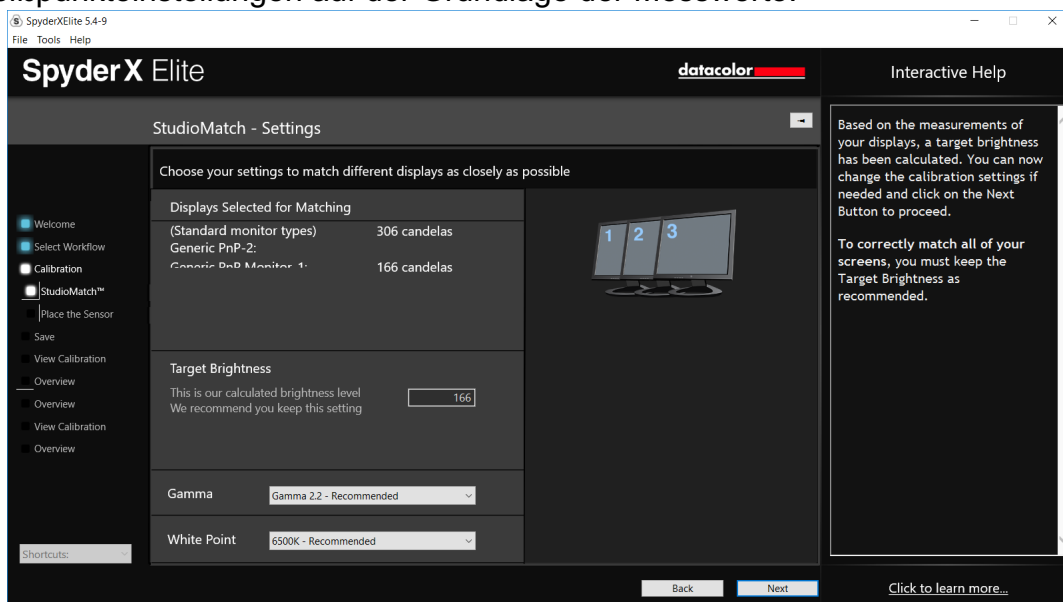 SpyderXElite 5.4-9
File Tools Help
SpyderX Elite
datacolor
Interactive Help
StudioMatch - Settings
Choose your settings to match different displays as closely as possible
Welcome
Select Workflow
Calibration
StudioMatch™
Place the Sensor
Save
View Calibration
Overview
Overview
View Calibration
Overview
Shortcuts:
Displays Selected for Matching
(Standard monitor types) 306 candelas
Generic PnP-2:
Generic PnP Monitor-1: 166 candelas
1 2 3
Target Brightness
This is our calculated brightness level
We recommend you keep this setting
166
Gamma
Gamma 2.2 - Recommended
White Point
6500K - Recommended
Back
Next
Based on the measurements of
your displays, a target brightness
has been calculated. You can now
change the calibration settings if
needed and click on the Next
Button to proceed.
To correctly match all of your
screens, you must keep the
Target Brightness as
recommended.
Click to learn more...